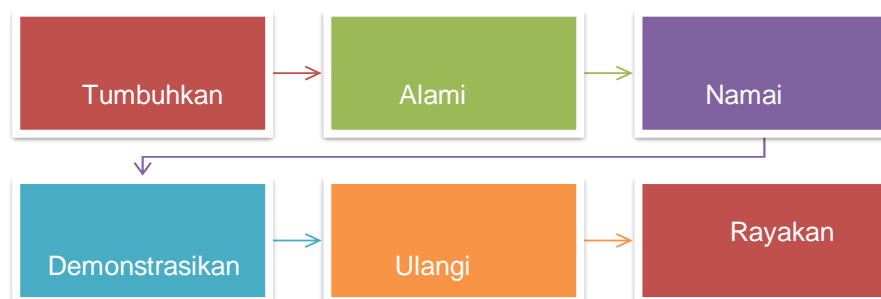 Tumbuhkan
Alami
Namai
Demonstrasikan
Ulangi
Rayakan